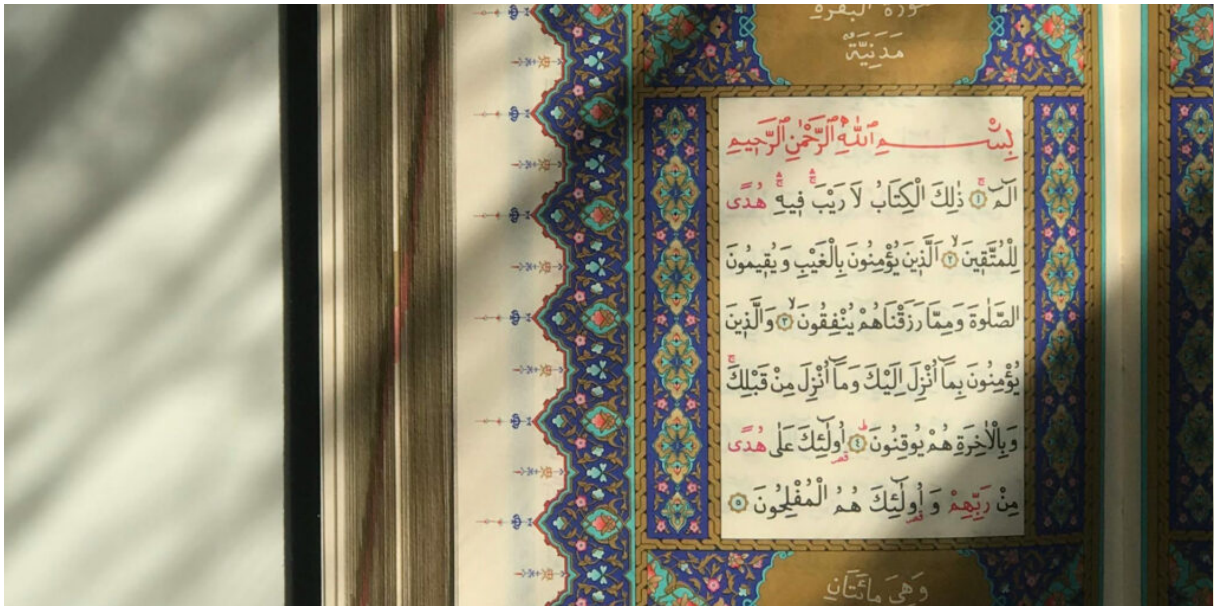 سُورَةُ الْبَقَرَةِ
مَدَنِيَّةٌ
بِسْمِ اللّٰهِ الرَّحْمٰنِ الرَّح۪يمِ
الٓمٓ ﴿١﴾ ذٰلِكَ الْكِتَابُ لَا رَيْبَ ف۪يهِ هُدًى
لِلْمُتَّق۪ينَ ﴿٢﴾ اَلَّذ۪ينَ يُؤْمِنُونَ بِالْغَيْبِ وَيُق۪يمُونَ
الصَّلٰوةَ وَمِمَّا رَزَقْنَاهُمْ يُنْفِقُونَ ﴿٣﴾ وَالَّذ۪ينَ
يُؤْمِنُونَ بِمَٓا اُنْزِلَ اِلَيْكَ وَمَٓا اُنْزِلَ مِنْ قَبْلِكَ
وَبِالْاٰخِرَةِ هُمْ يُوقِنُونَ ﴿٤﴾ اُو۬لٰٓئِكَ عَلٰى هُدًى
مِنْ رَبِّهِمْ وَاُو۬لٰٓئِكَ هُمُ الْمُفْلِحُونَ ﴿٥﴾
وَهِيَ مِائَتَانِ